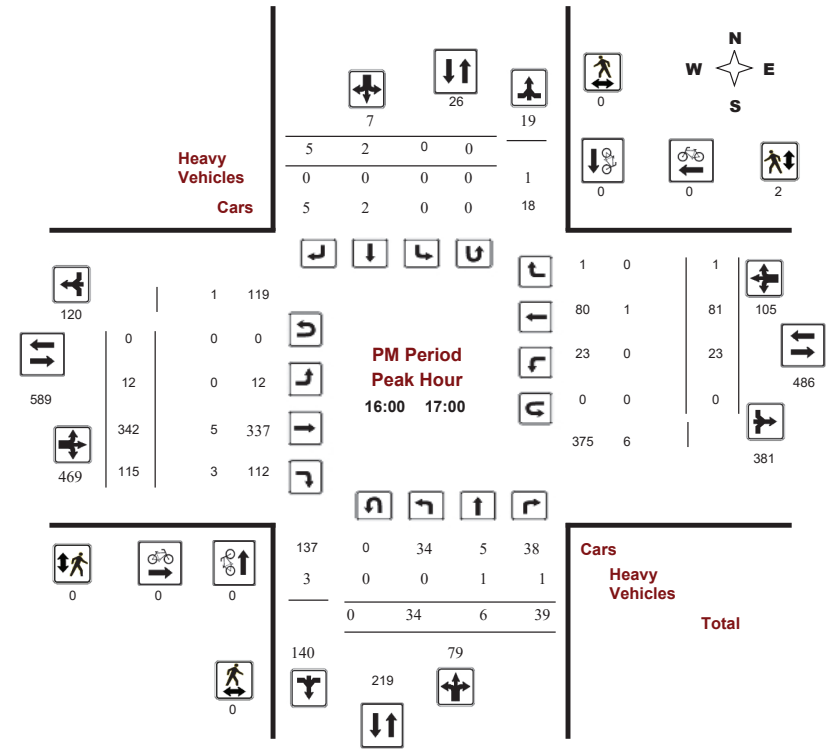 N
W E
S
26
0
7 19
5 2 0 0
Heavy
Vehicles
0 0 0 0 1
Cars 5 2 0 0 18
0 0 2
120
1 119
0 0 0
589
12 0 12
342 5 337
469
115 3 112
PM Period
Peak Hour
16:00 17:00
1 0 1
80 1 81 105
23 0 23
486
0 0 0
375 6
381
137 0 34 5 38 Cars
3 0 0 1 1 Heavy
Vehicles
0 34 6 39 Total
0 0 0
140 79
219
0